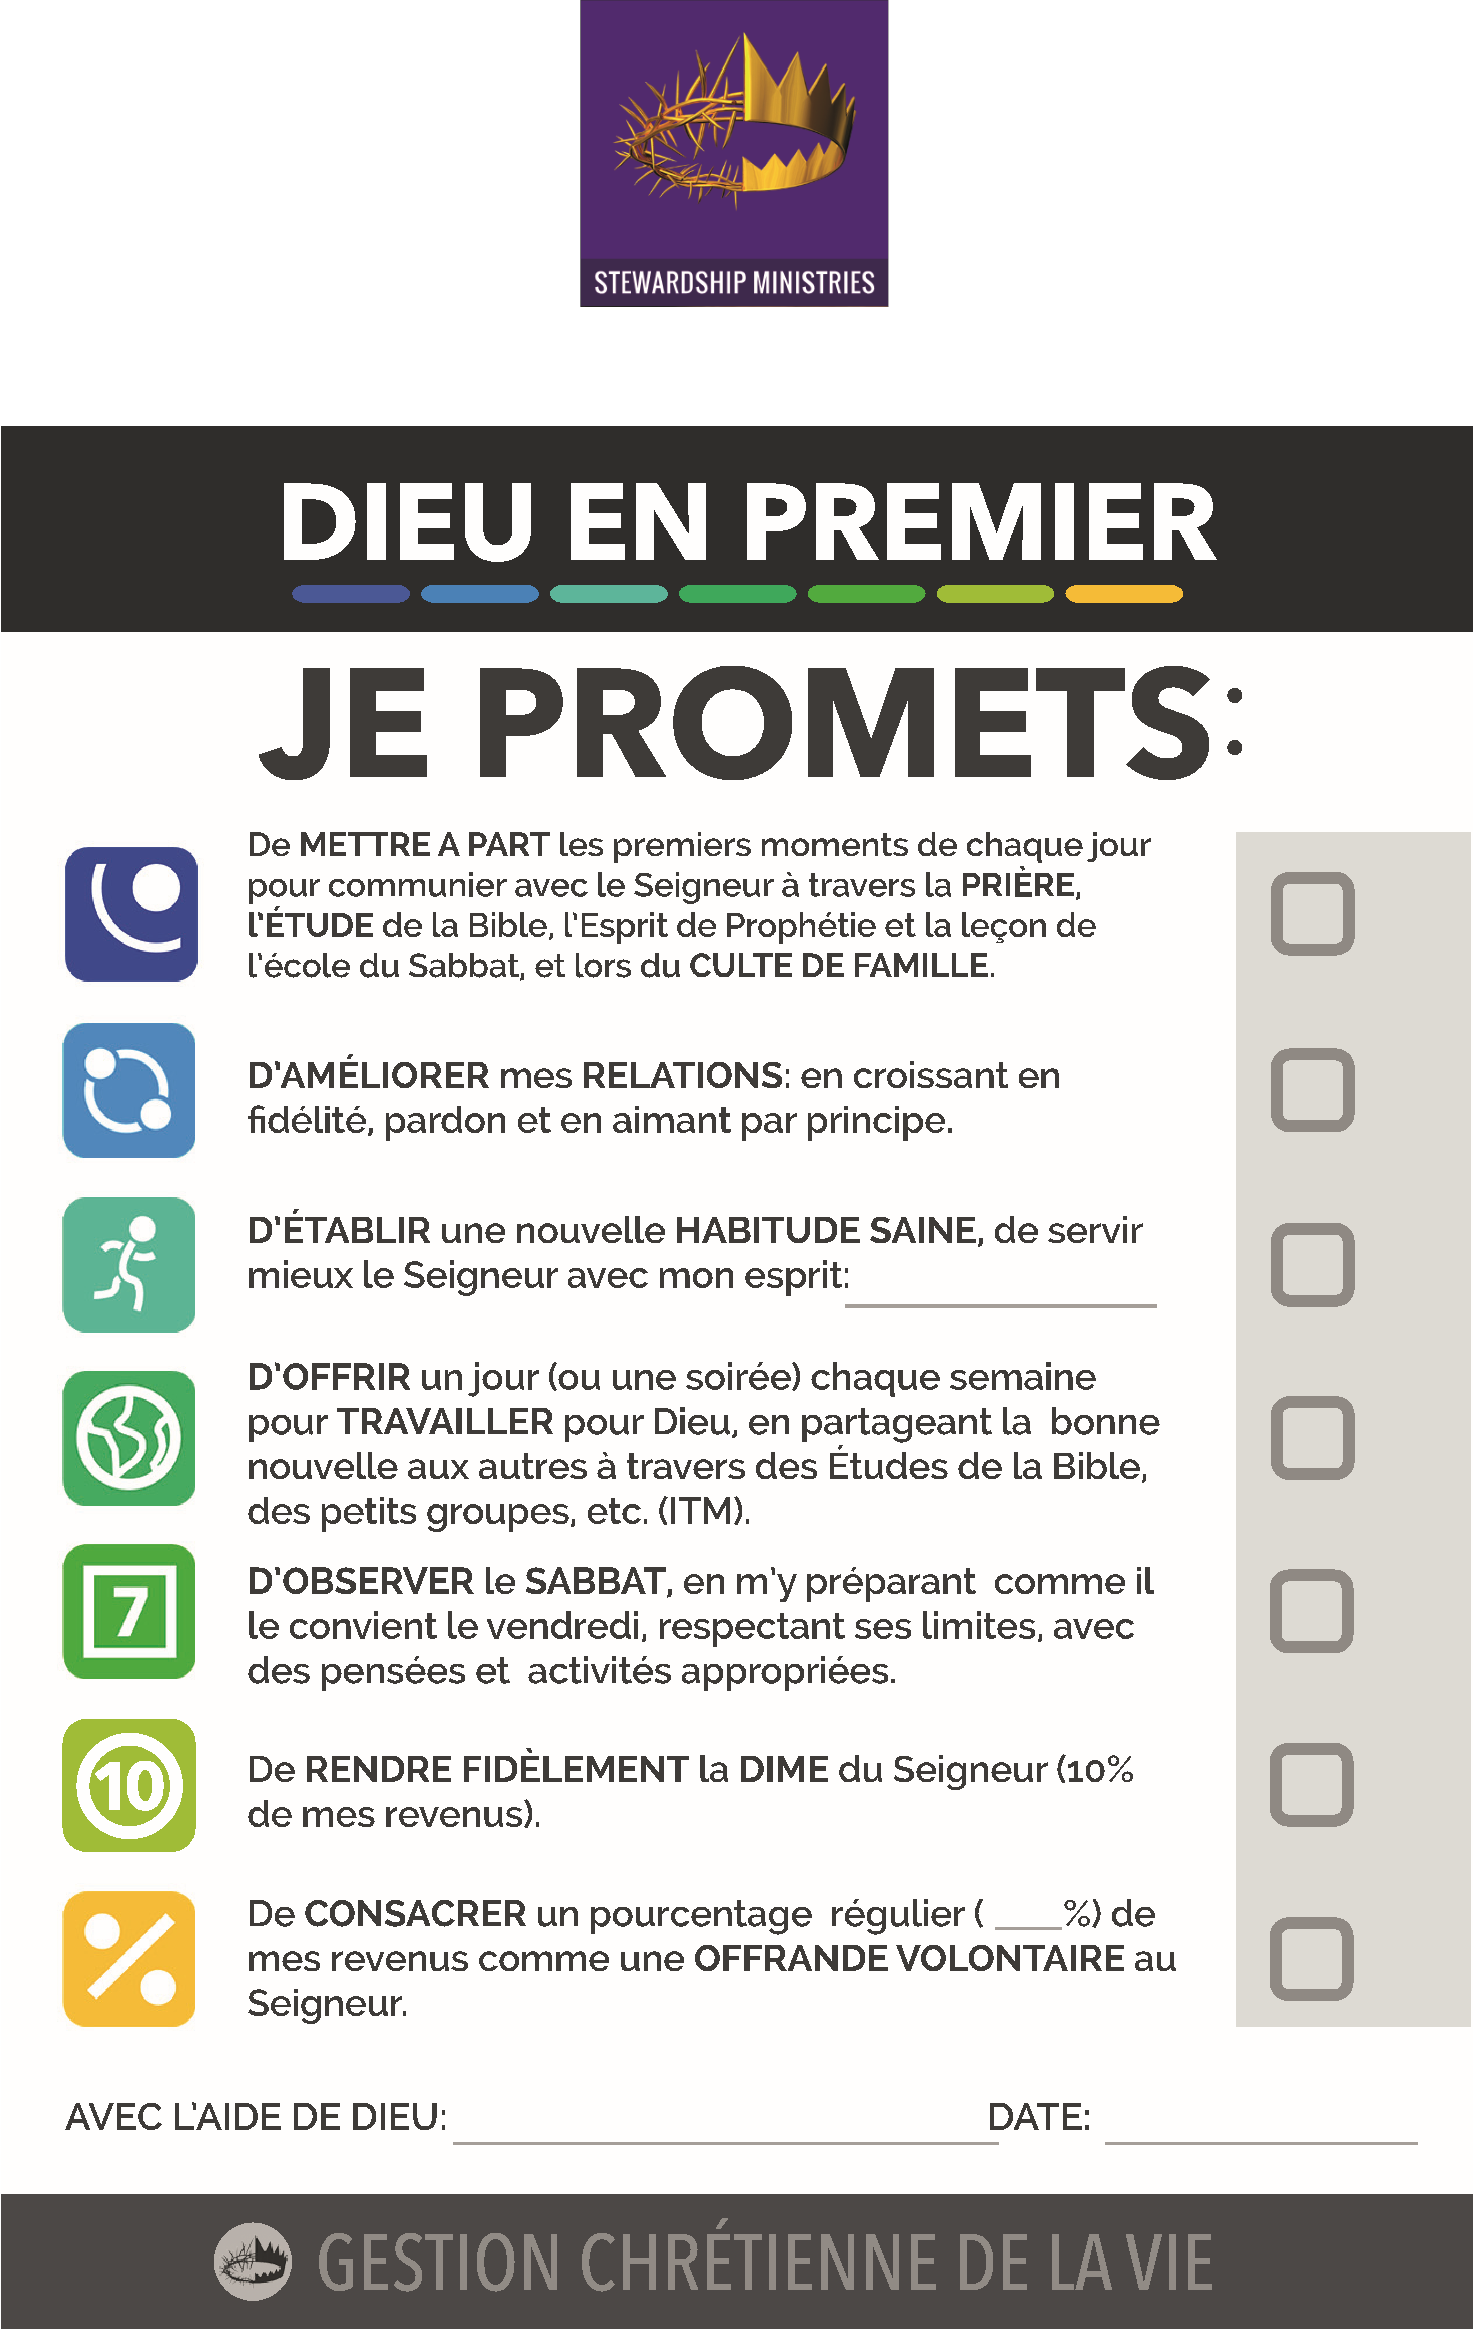 STEWARDSHIP MINISTRIES
DIEU EN PREMIER
JE PROMETS:
De METTRE A PART les premiers moments de chaque jour
pour communier avec le Seigneur à travers la PRIÈRE,
l'ÉTUDE de la Bible, l'Esprit de Prophétie et la leçon de
l'école du Sabbat, et lors du CULTE DE FAMILLE.
D'AMÉLIORER mes RELATIONS: en croissant en
fidélité, pardon et en aimant par principe.
D'ÉTABLIR une nouvelle HABITUDE SAINE, de servir
mieux le Seigneur avec mon esprit:
D'OFFRIR un jour (ou une soirée) chaque semaine
pour TRAVAILLER pour Dieu, en partageant la bonne
nouvelle aux autres à travers des Études de la Bible,
des petits groupes, etc. (ITM).
7
D'OBSERVER le SABBAT, en m'y préparant comme il
le convient le vendredi, respectant ses limites, avec
des pensées et activités appropriées.
10
De RENDRE FIDÈLEMENT la DIME du Seigneur (10%
de mes revenus).
%
De CONSACRER un pourcentage régulier ( ____%) de
mes revenus comme une OFFRANDE VOLONTAIRE au
Seigneur.
AVEC L'AIDE DE DIEU: DATE:
GESTION CHRÉTIENNE DE LA VIE